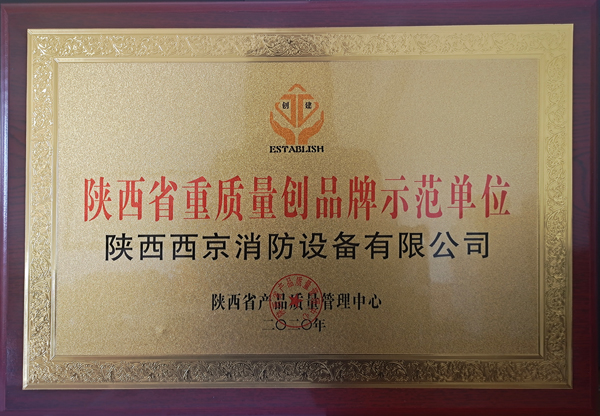 创建
ESTABLISH
陕西省重质量创品牌示范单位
陕西西京消防设备有限公司
陕西省产品质量管理中心
二〇二〇年